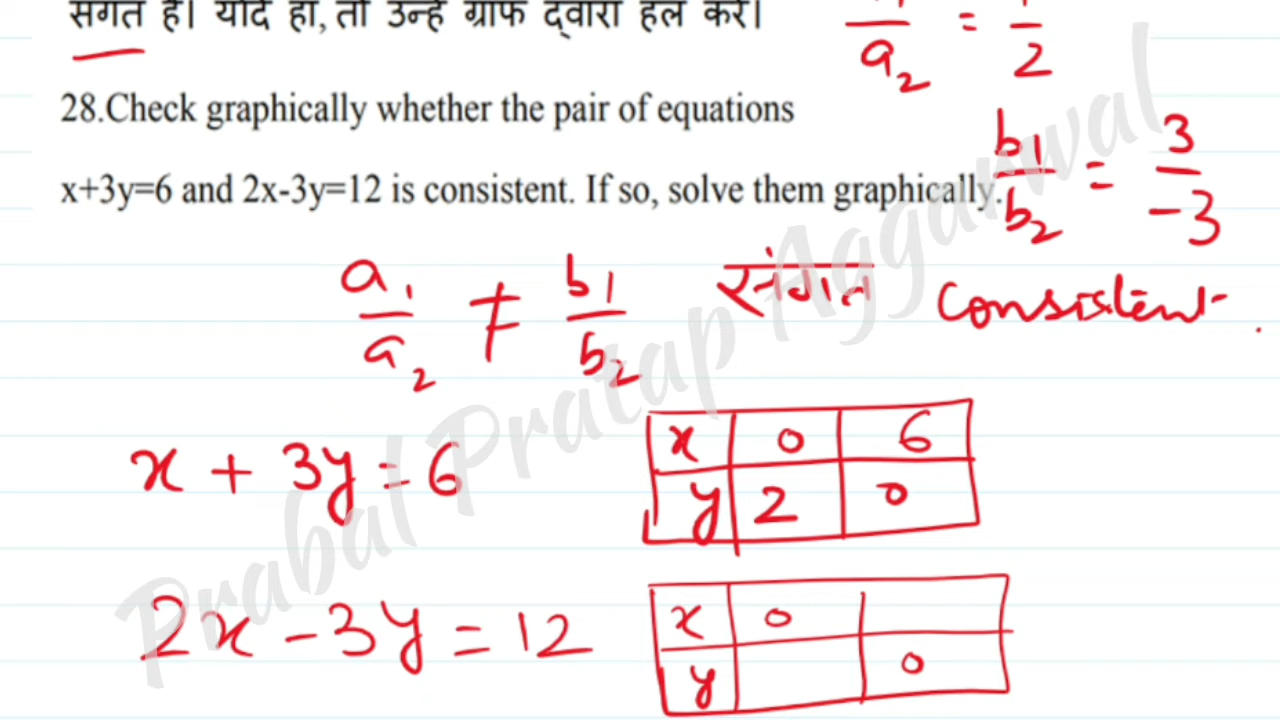 संगत है। यदि हाँ, तो उन्हें ग्राफ द्वारा हल करें।
a₂ = 2
28.Check graphically whether the pair of equations
x+3y=6 and 2x-3y=12 is consistent. If so, solve them graphically.
b1/b2 = 3/-3
a1/a2 ≠ b1/b2 संगत consistent.
x + 3y = 6
x 0 6
y 2 0
2x - 3y = 12
x 0
y 0
Prabal Pratap Aggarwal